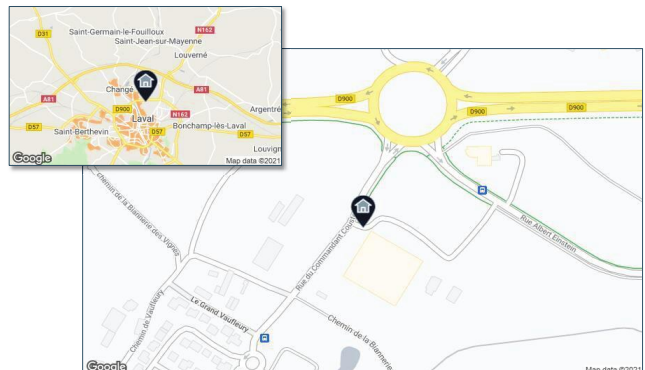 D31
Saint-Germain-le-Fouilloux
N162
Saint-Jean-sur-Mayenne
Louverné
A81
Changé
A81
D900
N162
Argentré
Laval
D57
Saint-Berthevin
D57
Bonchamp-lès-Laval
Louvign
Google
Map data ©2021
D900
D900
D900
chemin de la Biannerie des Vignes
Rue du Commandant Cous
Rue Albert Einstein
Le Grand Vaufleury
Chemin de Vaufleury
Chemin de la Biannerie
Google
Map data ©2021